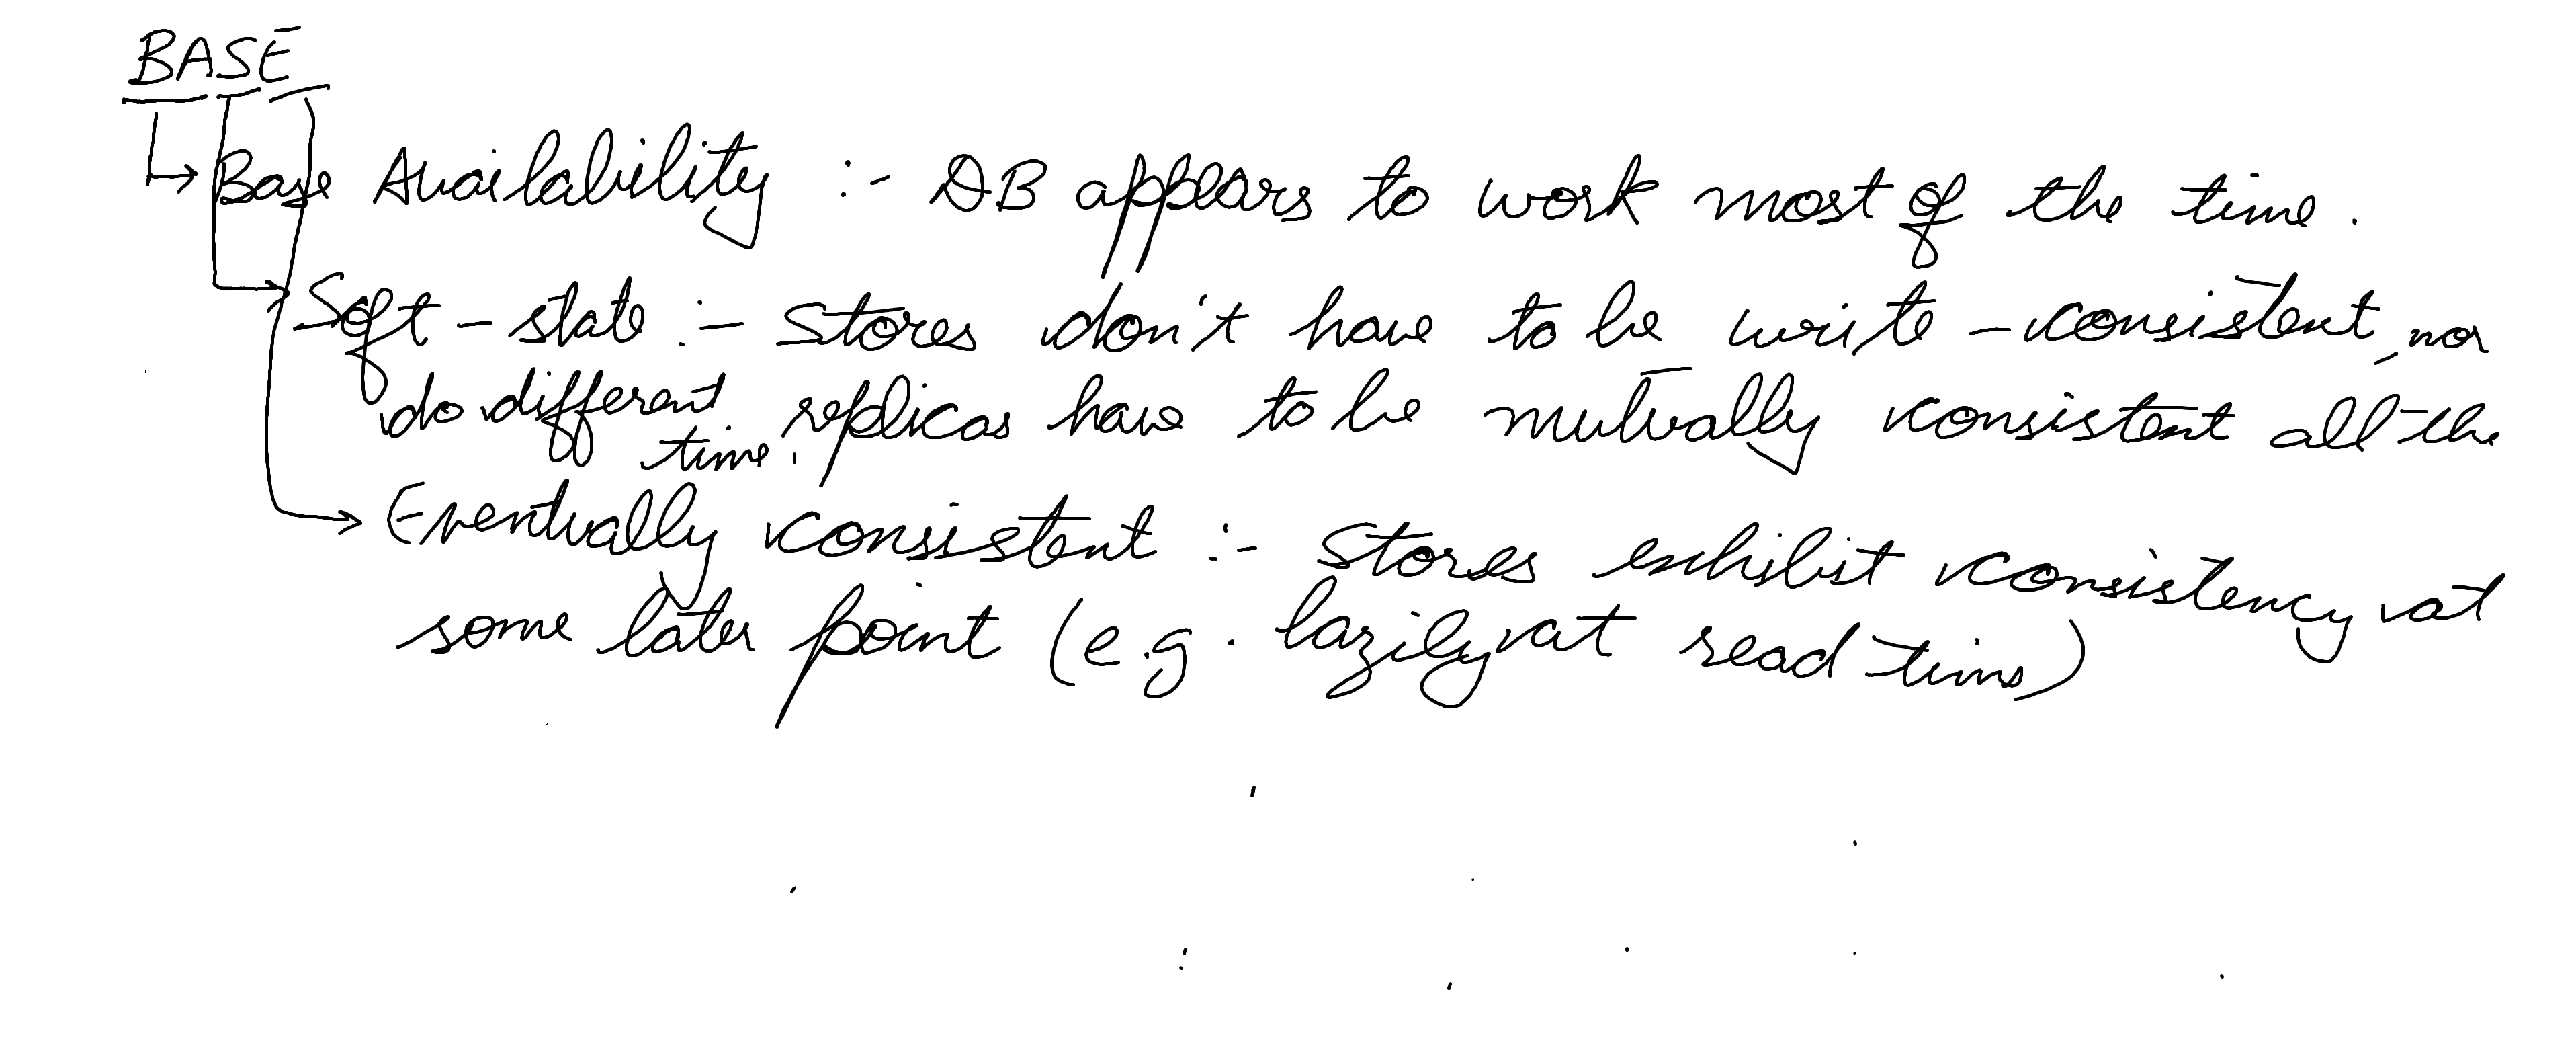 BASE
Base Availability :- DB appears to work most of the time.
Soft-state :- Stores don't have to be write-consistent, nor
do different replicas have to be mutually consistent all the
time.
Eventually consistent :- Stores exhibit consistency at
some later point (e.g. lazily at read time)